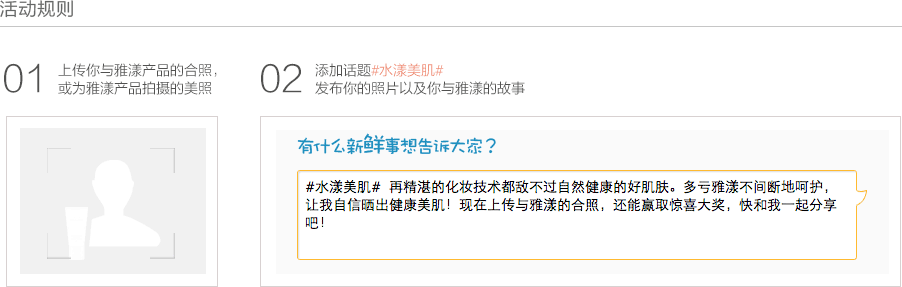 活动规则
01 上传你与雅漾产品的合照，
或为雅漾产品拍摄的美照
02 添加话题#水漾美肌#
发布你的照片以及你与雅漾的故事
有什么新鲜事想告诉大家？
#水漾美肌# 再精湛的化妆技术都敌不过自然健康的好肌肤。多亏雅漾不间断地呵护，
让我自信晒出健康美肌！现在上传与雅漾的合照，还能赢取惊喜大奖，快和我一起分享
吧！